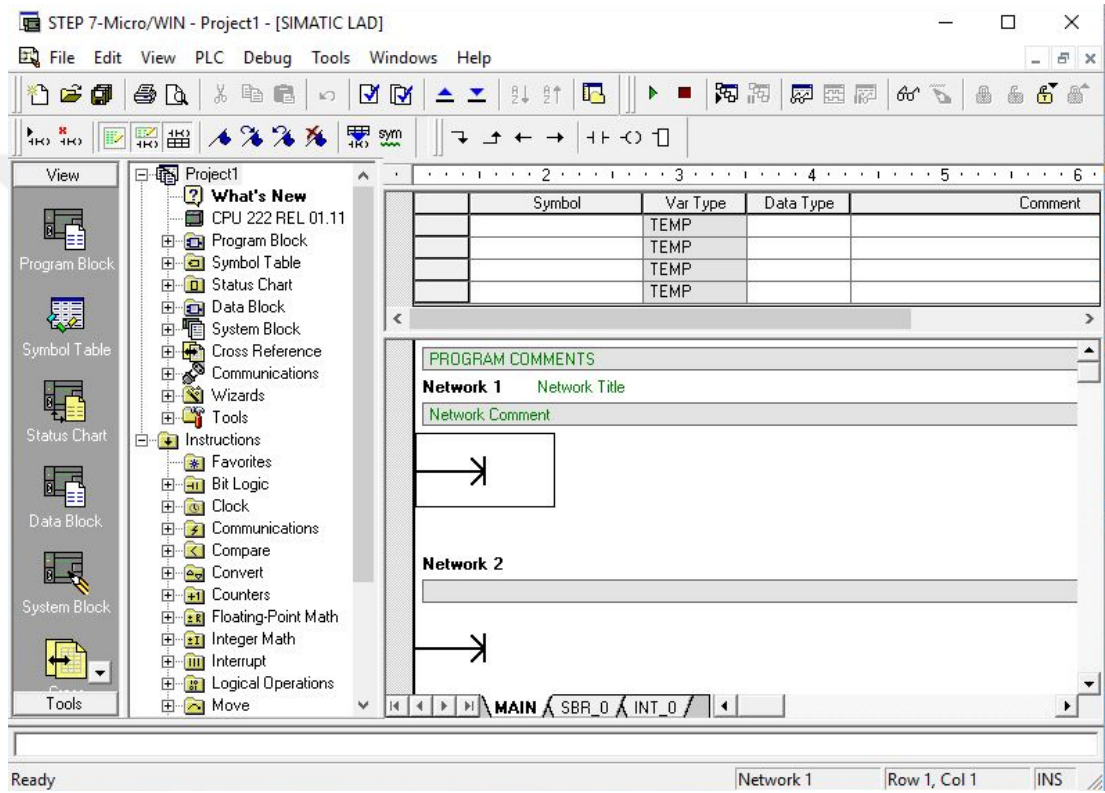 STEP 7-Micro/WIN - Project1 - [SIMATIC LAD]
File Edit View PLC Debug Tools Windows Help
sym
View
Program Block
Symbol Table
Status Chart
Data Block
System Block
Tools
Project1
What's New
CPU 222 REL 01.11
Program Block
Symbol Table
Status Chart
Data Block
System Block
Cross Reference
Communications
Wizards
Tools
Instructions
Favorites
Bit Logic
Clock
Communications
Compare
Convert
Counters
Floating-Point Math
Integer Math
Interrupt
Logical Operations
Move
2 3 4 5 6
Symbol Var Type Data Type Comment
TEMP
TEMP
TEMP
TEMP
PROGRAM COMMENTS
Network 1 Network Title
Network Comment
Network 2
MAIN SBR_0 INT_0
Ready Network 1 Row 1, Col 1 INS